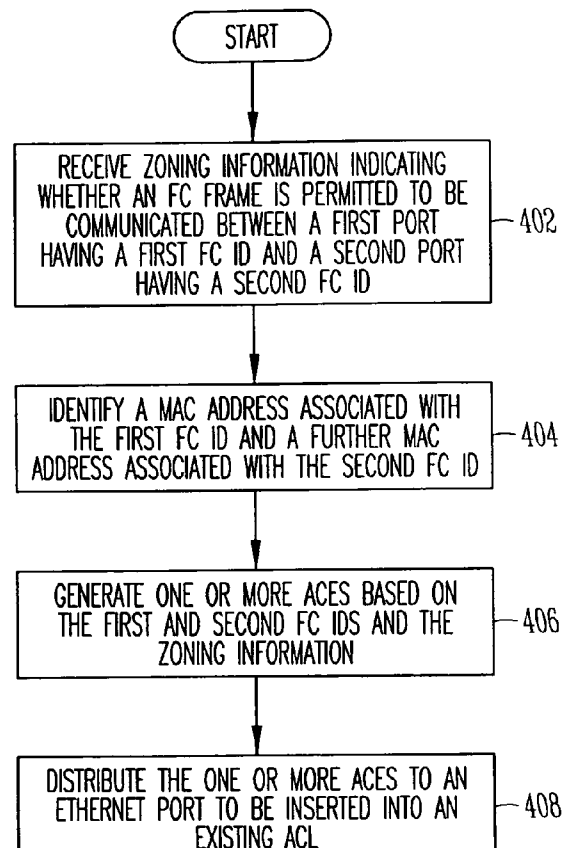 START
RECEIVE ZONING INFORMATION INDICATING
WHETHER AN FC FRAME IS PERMITTED TO BE
COMMUNICATED BETWEEN A FIRST PORT
HAVING A FIRST FC ID AND A SECOND PORT
HAVING A SECOND FC ID
402
IDENTIFY A MAC ADDRESS ASSOCIATED WITH
THE FIRST FC ID AND A FURTHER MAC
ADDRESS ASSOCIATED WITH THE SECOND FC ID
404
GENERATE ONE OR MORE ACES BASED ON
THE FIRST AND SECOND FC IDS AND THE
ZONING INFORMATION
406
DISTRIBUTE THE ONE OR MORE ACES TO AN
ETHERNET PORT TO BE INSERTED INTO AN
EXISTING ACL
408